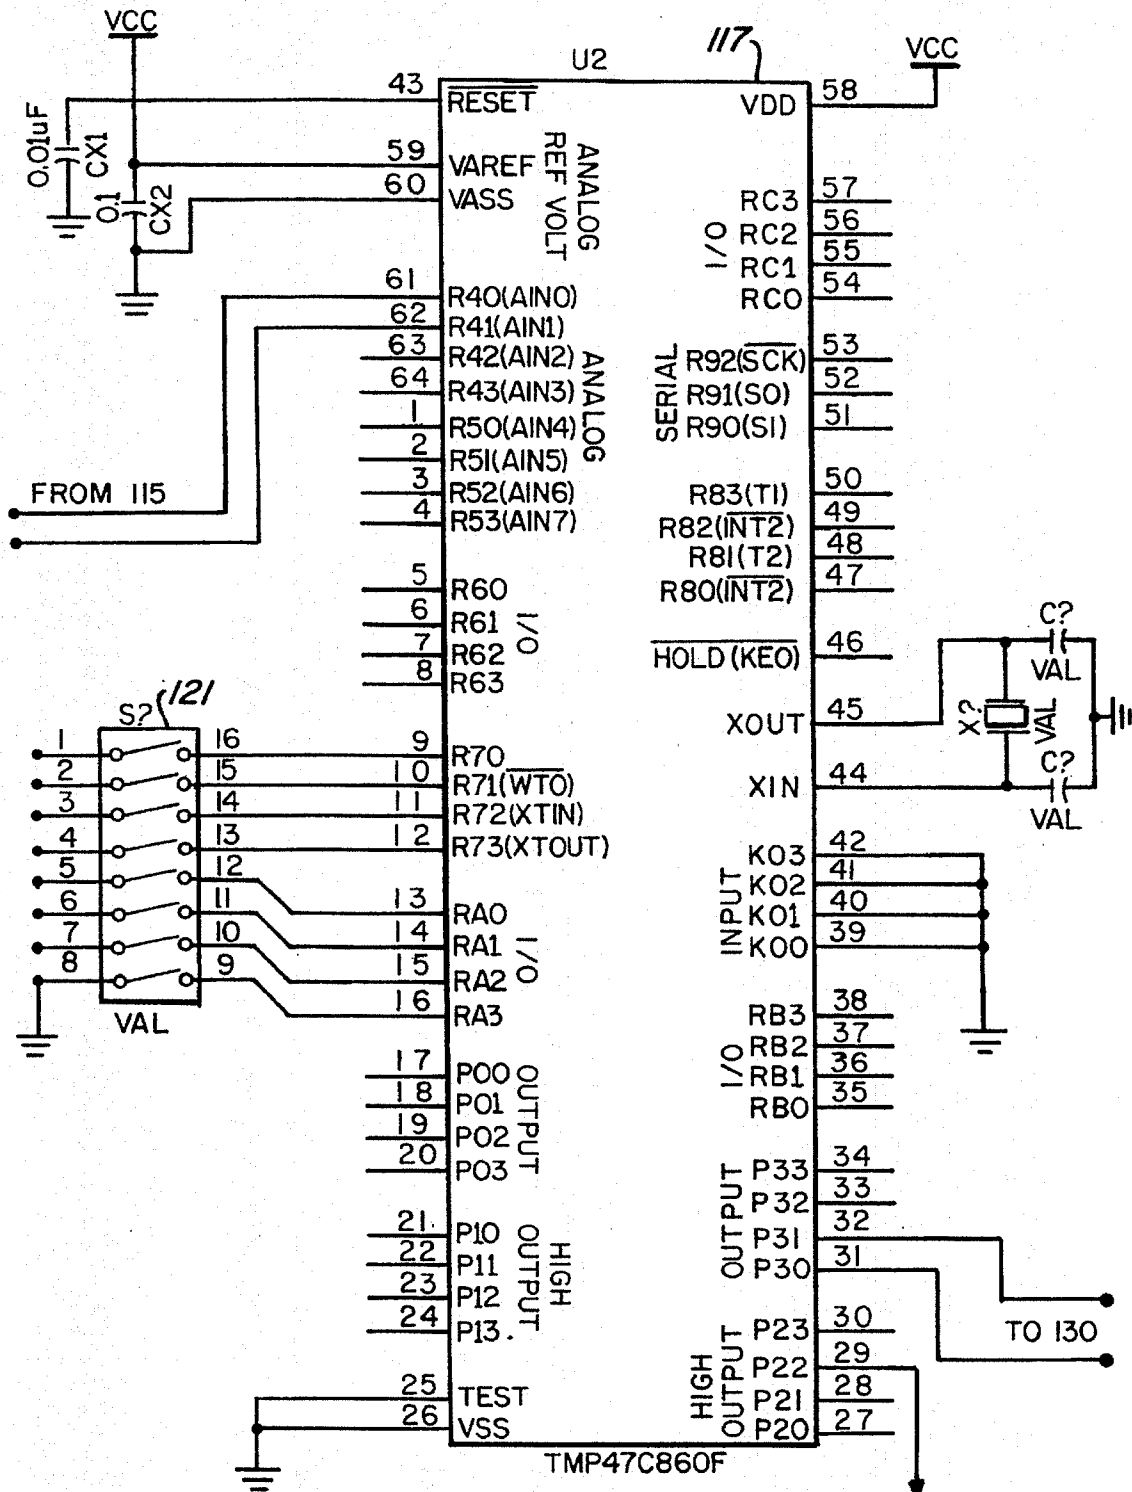 VCC
117
VCC
U2
43
RESET
VDD
58
0.01uF
CX1
59
VAREF
60
VASS
ANALOG
REF VOLT
0.1
CX2
RC3
57
RC2
56
RC1
55
RC0
54
I/O
61
R40(AIN0)
62
R41(AIN1)
63
R42(AIN2)
64
R43(AIN3)
1
R50(AIN4)
2
R51(AIN5)
3
R52(AIN6)
4
R53(AIN7)
ANALOG
FROM 115
SERIAL
R92(SCK)
53
R91(SO)
52
R90(SI)
51
R83(T1)
50
R82(INT2)
49
R81(T2)
48
R80(INT2)
47
5
R60
6
R61
7
R62
8
R63
I/O
HOLD(KEO)
46
XOUT
45
XIN
44
C?
VAL
X?
VAL
C?
VAL
S?
121
1
16
9
R70
2
15
10
R71(WTO)
3
14
11
R72(XTIN)
4
13
12
R73(XTOUT)
5
12
13
RA0
6
11
14
RA1
7
10
15
RA2
8
9
16
RA3
I/O
VAL
INPUT
K03
42
K02
41
K01
40
K00
39
I/O
RB3
38
RB2
37
RB1
36
RB0
35
17
P00
18
P01
19
P02
20
P03
OUTPUT
OUTPUT
P33
34
P32
33
P31
32
P30
31
21
P10
22
P11
23
P12
24
P13.
HIGH
OUTPUT
TO 130
HIGH
OUTPUT
P23
30
P22
29
P21
28
P20
27
25
TEST
26
VSS
TMP47C860F